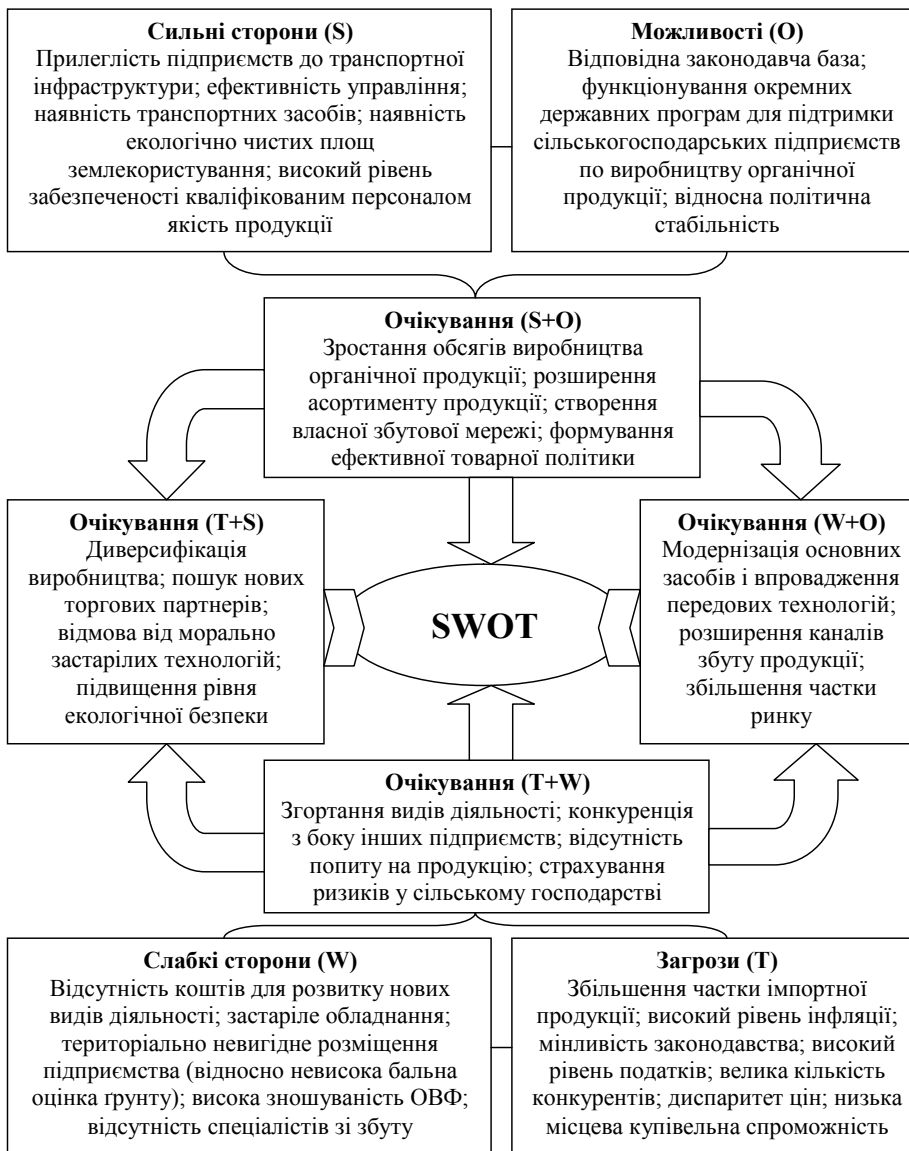 Сильні сторони (S)
Прилеглість підприємств до транспортної
інфраструктури; ефективність управління;
наявність транспортних засобів; наявність
екологічно чистих площ
землекористування; високий рівень
забезпеченості кваліфікованим персоналом
якість продукції
Можливості (O)
Відповідна законодавча база;
функціонування окремних
державних програм для підтримки
сільськогосподарських підприємств
по виробництву органічної
продукції; відносна політична
стабільність
Очікування (S+O)
Зростання обсягів виробництва
органічної продукції; розширення
асортименту продукції; створення
власної збутової мережі; формування
ефективної товарної політики
Очікування (T+S)
Диверсифікація
виробництва; пошук нових
торгових партнерів;
відмова від морально
застарілих технологій;
підвищення рівня
екологічної безпеки
SWOT
Очікування (W+O)
Модернізація основних
засобів і впровадження
передових технологій;
розширення каналів
збуту продукції;
збільшення частки
ринку
Очікування (T+W)
Згортання видів діяльності; конкуренція
з боку інших підприємств; відсутність
попиту на продукцію; страхування
ризиків у сільському господарстві
Слабкі сторони (W)
Відсутність коштів для розвитку нових
видів діяльності; застаріле обладнання;
територіально невигідне розміщення
підприємства (відносно невисока бальна
оцінка ґрунту); висока зношуваність ОВФ;
відсутність спеціалістів зі збуту
Загрози (T)
Збільшення частки імпортної
продукції; високий рівень інфляції;
мінливість законодавства; високий
рівень податків; велика кількість
конкурентів; диспаритет цін; низька
місцева купівельна спроможність